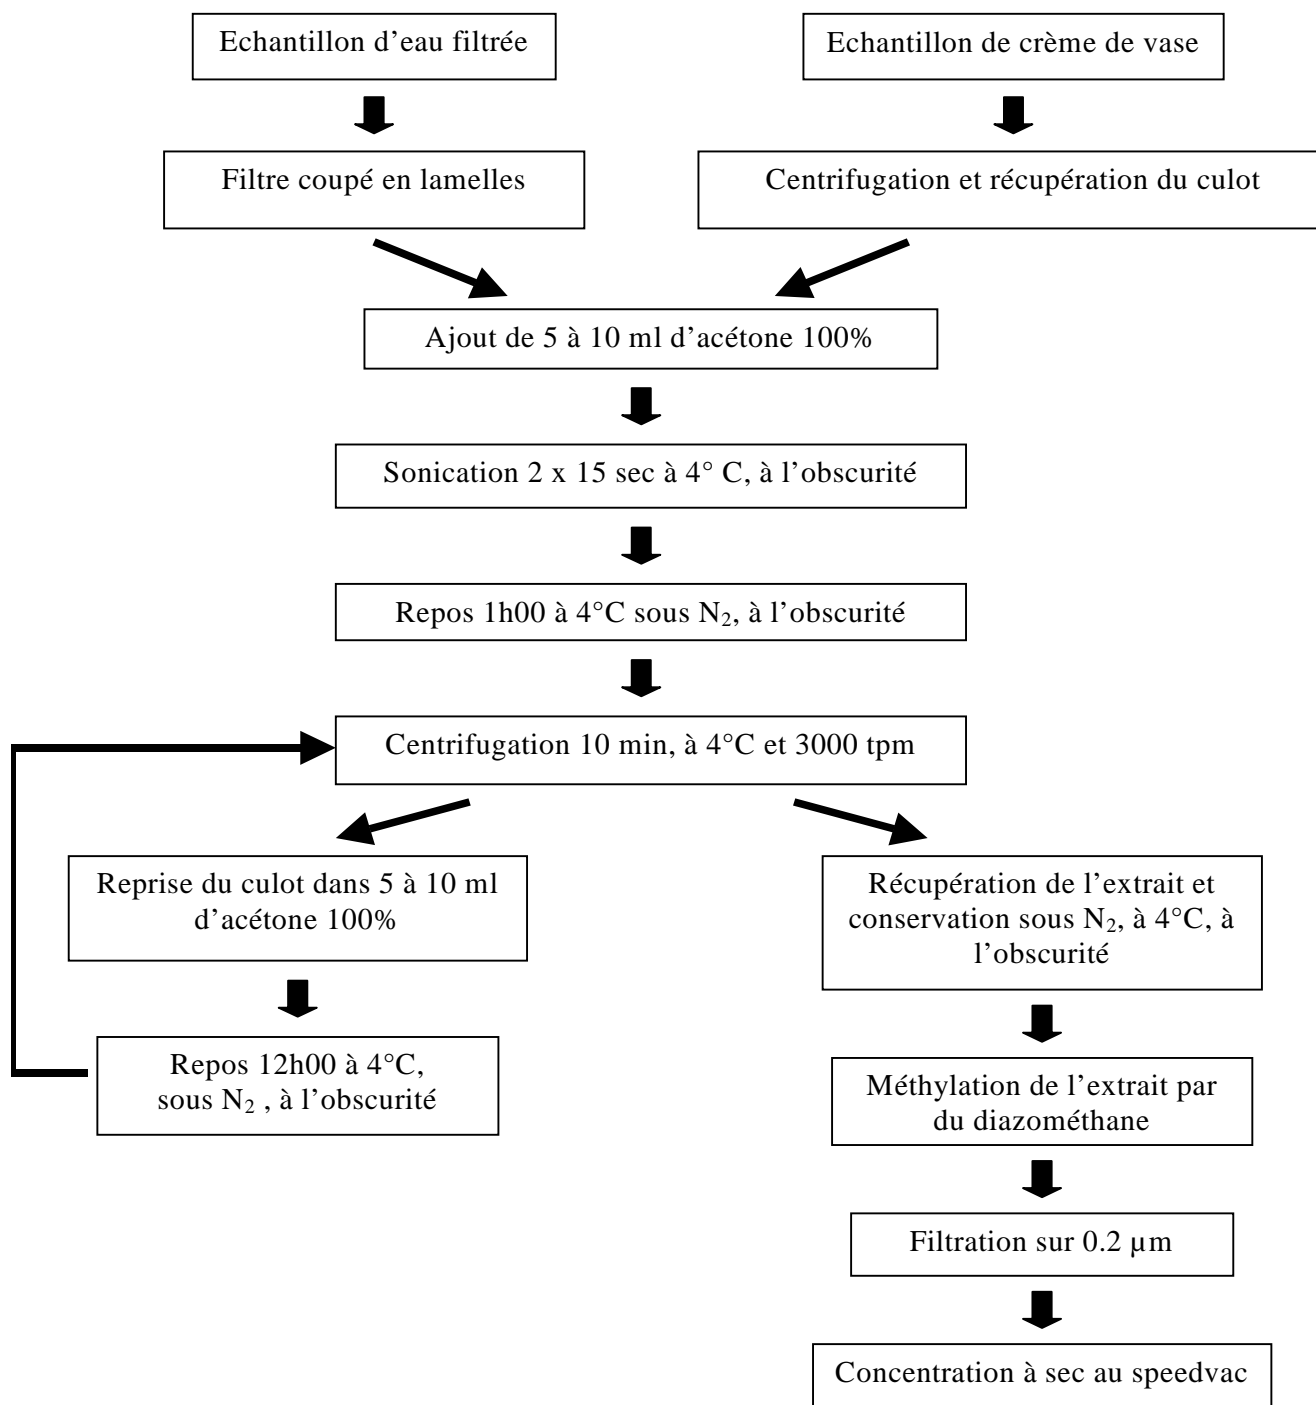 Echantillon d’eau filtrée
Echantillon de crème de vase
Filtre coupé en lamelles
Centrifugation et récupération du culot
Ajout de 5 à 10 ml d’acétone 100%
Sonication 2 x 15 sec à 4° C, à l’obscurité
Repos 1h00 à 4°C sous N₂, à l’obscurité
Centrifugation 10 min, à 4°C et 3000 tpm
Reprise du culot dans 5 à 10 ml
d’acétone 100%
Repos 12h00 à 4°C,
sous N₂ , à l’obscurité
Récupération de l’extrait et
conservation sous N₂, à 4°C, à
l’obscurité
Méthylation de l’extrait par
du diazométhane
Filtration sur 0.2 µm
Concentration à sec au speedvac